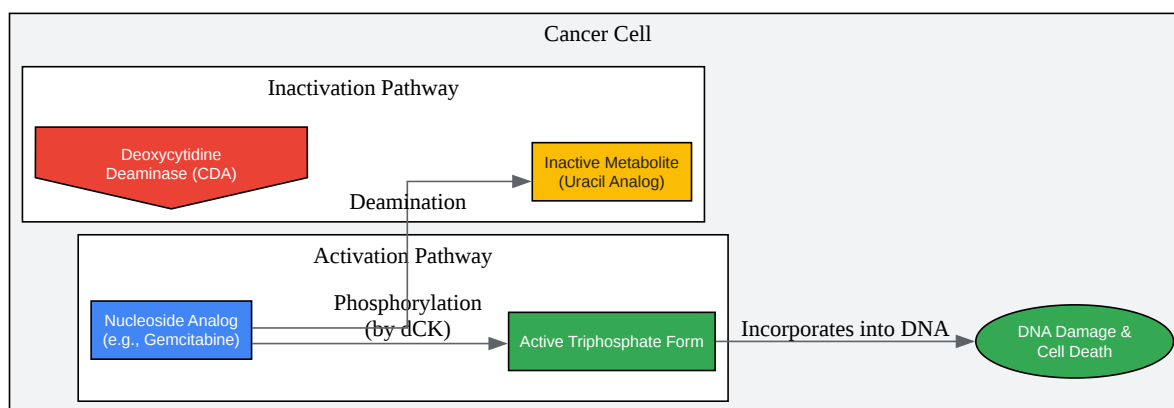 Cancer Cell
Inactivation Pathway
Deoxycytidine
Deaminase (CDA)
Inactive Metabolite
(Uracil Analog)
Deamination
Activation Pathway
Nucleoside Analog
(e.g., Gemcitabine)
Phosphorylation
(by dCK)
Active Triphosphate Form
Incorporates into DNA
DNA Damage &
Cell Death